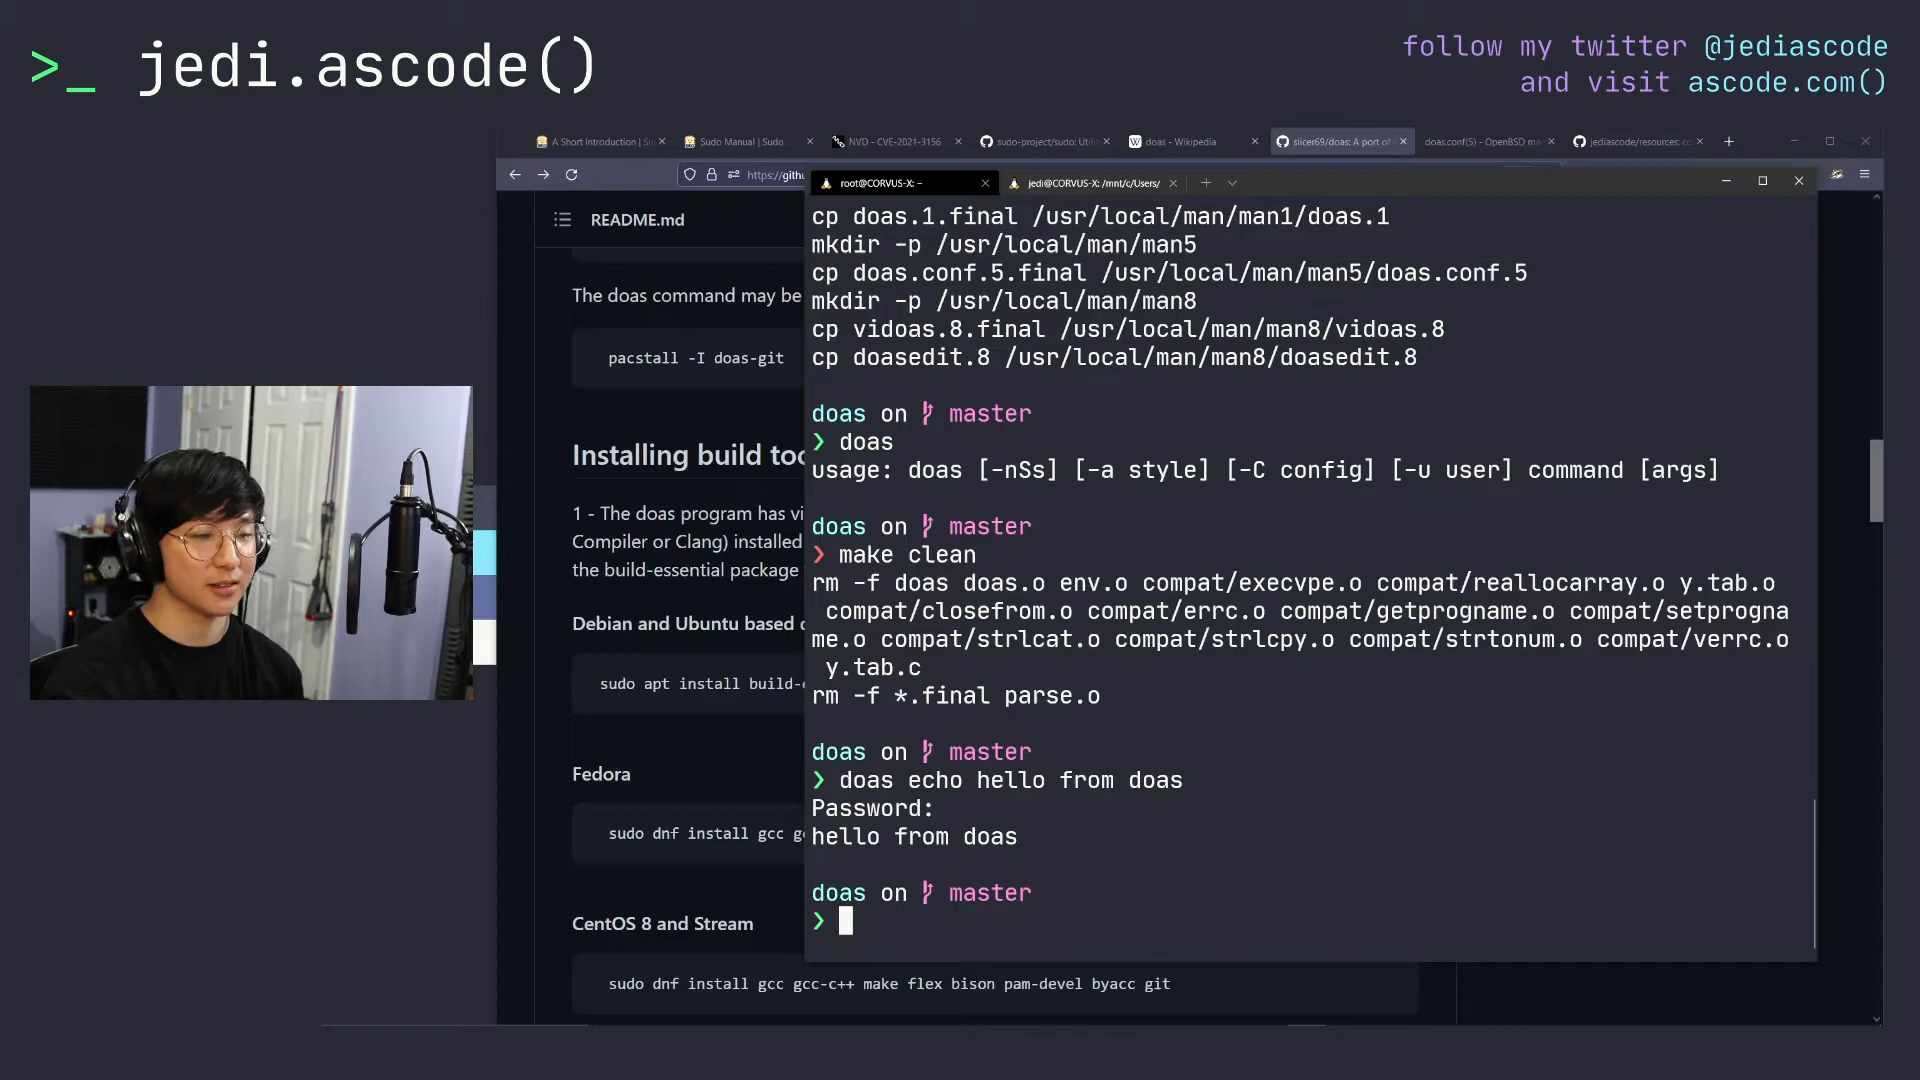 >_ jedi.ascode()
follow my twitter @jediascode
and visit ascode.com()
A Short Introduction | Su
Sudo Manual | Sudo
NVD - CVE-2021-3156
sudo-project/sudo: Utili
doas - Wikipedia
slicer69/doas: A port of
doas.conf(5) - OpenBSD ma
jediascode/resources: co
https://githu
root@CORVUS-X: ~
jedi@CORVUS-X: /mnt/c/Users/
README.md
The doas command may be
pacstall -I doas-git
Installing build too
1 - The doas program has vi
Compiler or Clang) installed
the build-essential package
Debian and Ubuntu based d
sudo apt install build-e
Fedora
sudo dnf install gcc gc
CentOS 8 and Stream
sudo dnf install gcc gcc-c++ make flex bison pam-devel byacc git
cp doas.1.final /usr/local/man/man1/doas.1
mkdir -p /usr/local/man/man5
cp doas.conf.5.final /usr/local/man/man5/doas.conf.5
mkdir -p /usr/local/man/man8
cp vidoas.8.final /usr/local/man/man8/vidoas.8
cp doasedit.8 /usr/local/man/man8/doasedit.8
doas on master
❯ doas
usage: doas [-nSs] [-a style] [-C config] [-u user] command [args]
doas on master
❯ make clean
rm -f doas doas.o env.o compat/execvpe.o compat/reallocarray.o y.tab.o
compat/closefrom.o compat/errc.o compat/getprogname.o compat/setprogna
me.o compat/strlcat.o compat/strlcpy.o compat/strtonum.o compat/verrc.o
y.tab.c
rm -f *.final parse.o
doas on master
❯ doas echo hello from doas
Password:
hello from doas
doas on master
❯